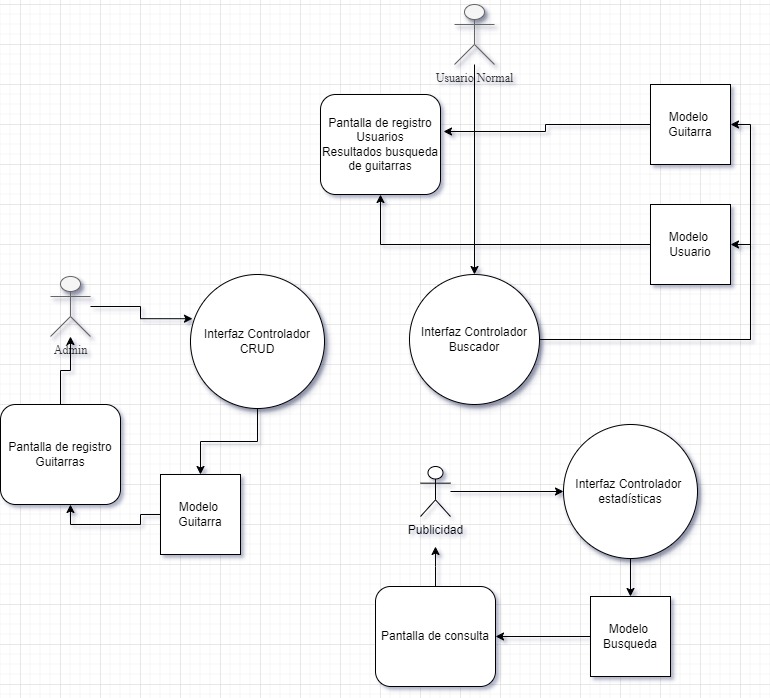 Usuario Normal
Pantalla de registro
Usuarios
Resultados busqueda
de guitarras
Modelo
Guitarra
Modelo
Usuario
Admin
Interfaz Controlador
CRUD
Interfaz Controlador
Buscador
Pantalla de registro
Guitarras
Modelo
Guitarra
Publicidad
Interfaz Controlador
estadísticas
Pantalla de consulta
Modelo
Busqueda